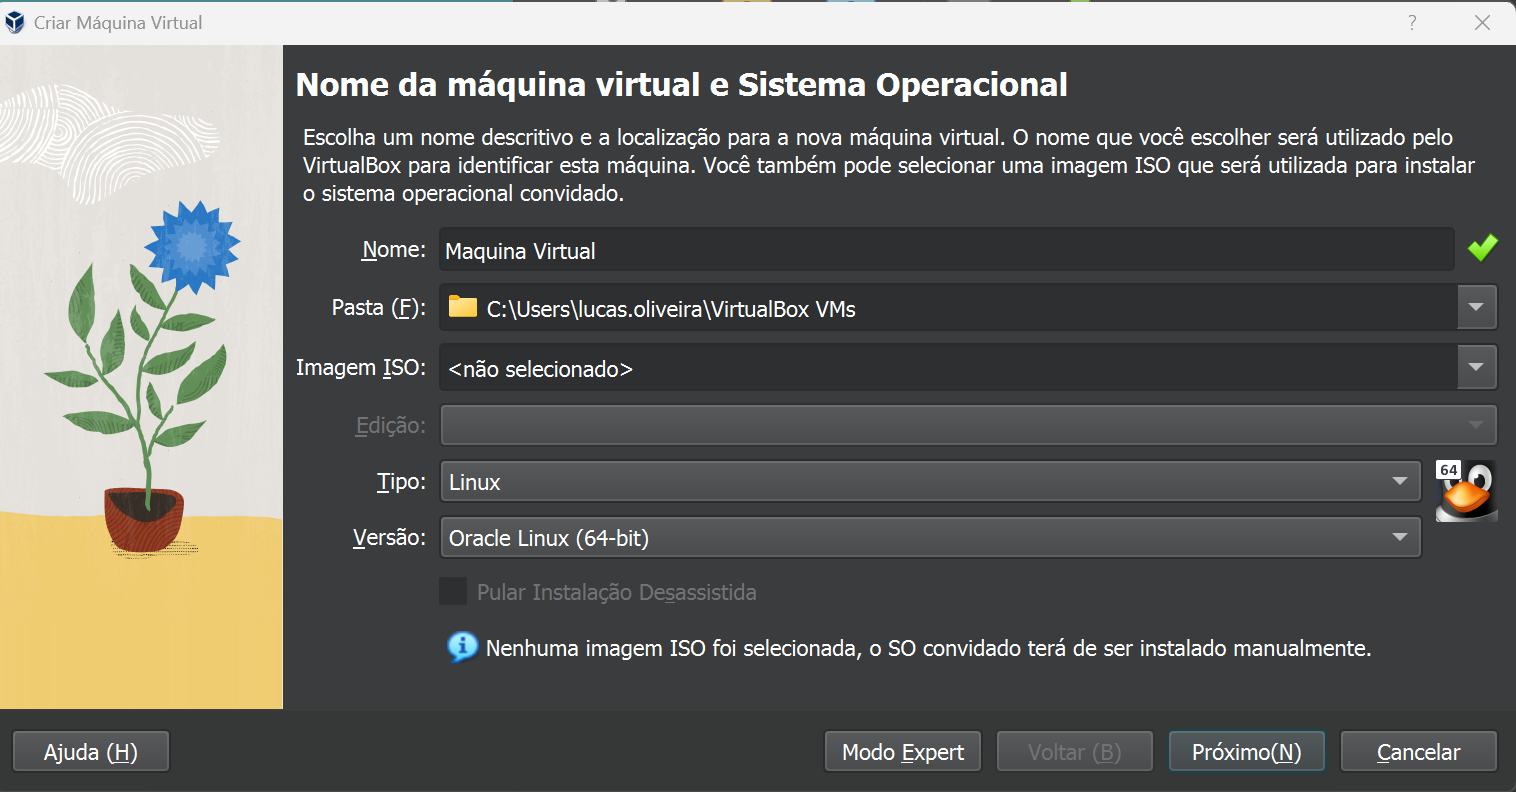 Criar Máquina Virtual
?
Nome da máquina virtual e Sistema Operacional
Escolha um nome descritivo e a localização para a nova máquina virtual. O nome que você escolher será utilizado pelo
VirtualBox para identificar esta máquina. Você também pode selecionar uma imagem ISO que será utilizada para instalar
o sistema operacional convidado.
Nome: Maquina Virtual
Pasta (F): C:\Users\lucas.oliveira\VirtualBox VMs
Imagem ISO: <não selecionado>
Edição:
Tipo: Linux
64
Versão: Oracle Linux (64-bit)
Pular Instalação Desassistida
Nenhuma imagem ISO foi selecionada, o SO convidado terá de ser instalado manualmente.
Ajuda (H) Modo Expert Voltar (B) Próximo(N) Cancelar